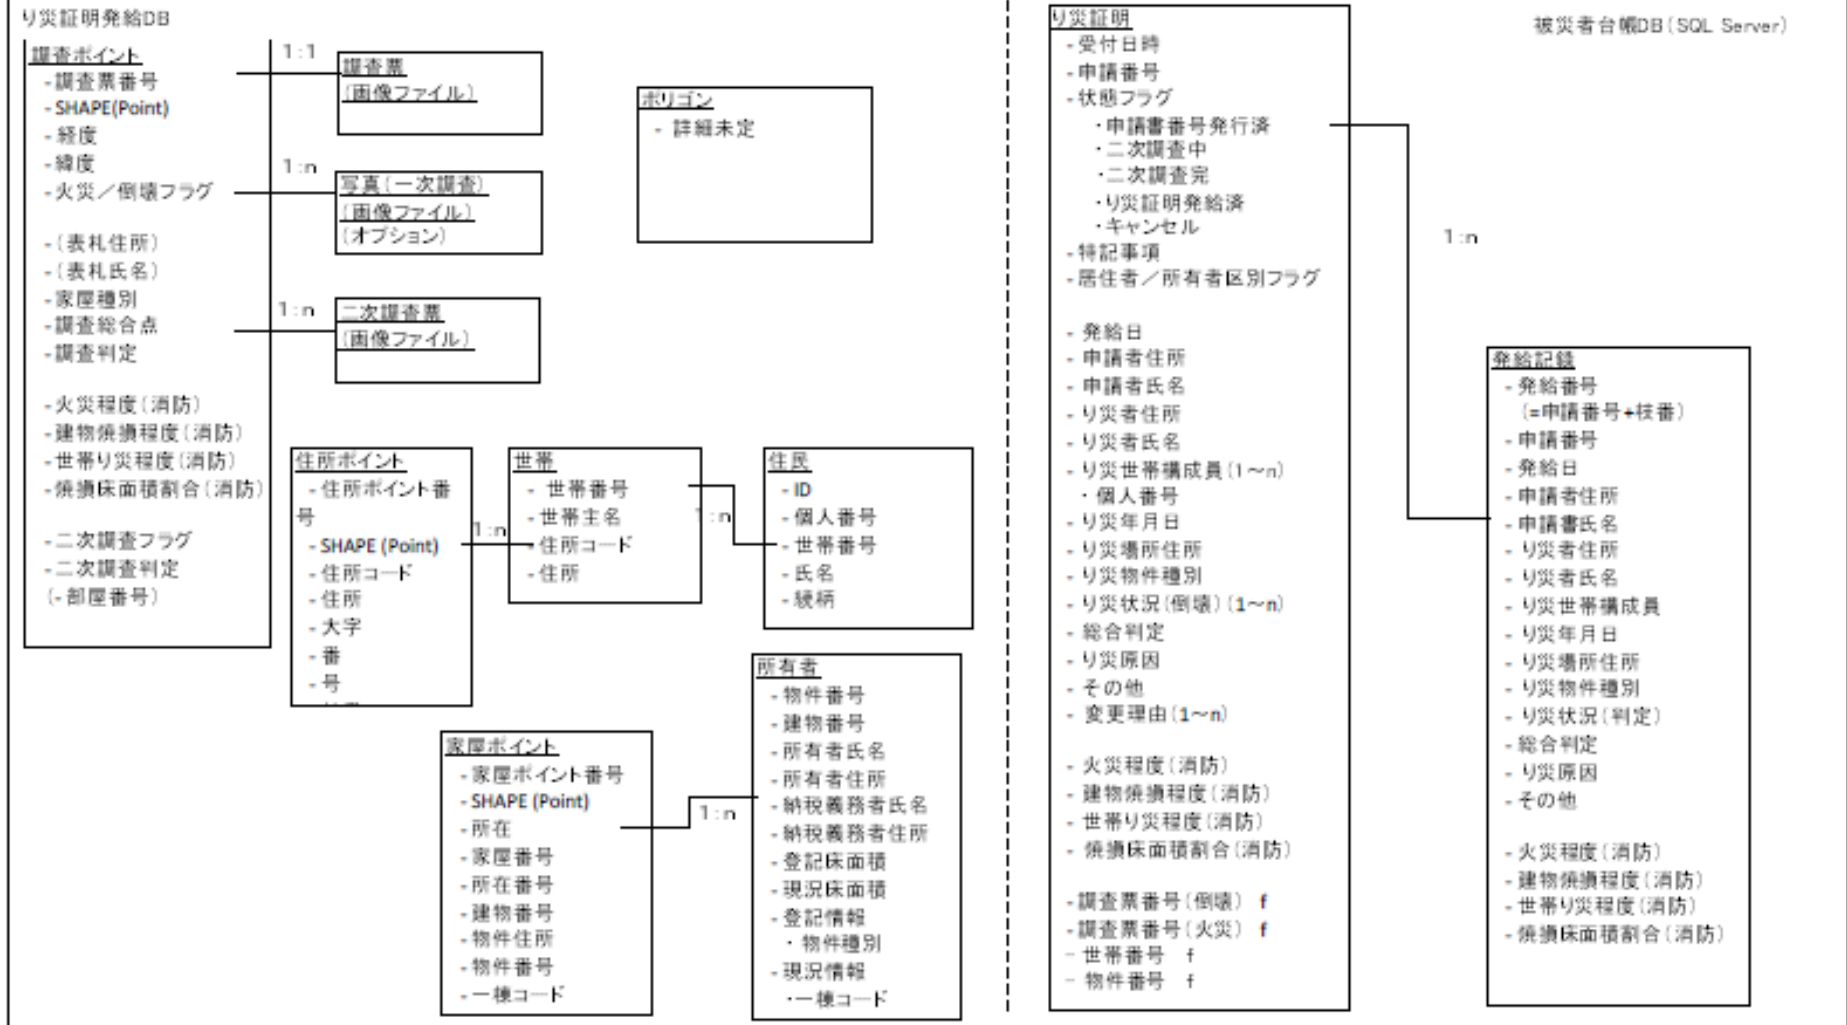 り災証明発給DB
調査ポイント
-調査票番号
-SHAPE(Point)
-経度
-緯度
-火災／倒壊フラグ
-(表札住所)
-(表札氏名)
-家屋種別
-調査総合点
-調査判定
-火災程度(消防)
-建物焼損程度(消防)
-世帯り災程度(消防)
-焼損床面積割合(消防)
-二次調査フラグ
-二次調査判定
(-部屋番号)
1:1
調査票
(画像ファイル)
1:n
写真(一次調査)
(画像ファイル)
(オプション)
1:n
二次調査票
(画像ファイル)
ポリゴン
- 詳細未定
住所ポイント
-住所ポイント番
号
-SHAPE (Point)
-住所コード
-住所
-大字
-番
-号
1:n
世帯
- 世帯番号
-世帯主名
-住所コード
-住所
1:n
住民
-ID
-個人番号
-世帯番号
-氏名
-続柄
家屋ポイント
-家屋ポイント番号
-SHAPE (Point)
-所在
-家屋番号
-所在番号
-建物番号
-物件住所
-物件番号
-一棟コード
1:n
所有者
-物件番号
-建物番号
-所有者氏名
-所有者住所
-納税義務者氏名
-納税義務者住所
-登記床面積
-現況床面積
-登記情報
・物件種別
-現況情報
・一棟コード
り災証明
-受付日時
-申請番号
-状態フラグ
・申請書番号発行済
・二次調査中
・二次調査完
・り災証明発給済
・キャンセル
-特記事項
-居住者／所有者区別フラグ
- 発給日
- 申請者住所
- 申請者氏名
- り災者住所
- り災者氏名
- り災世帯構成員(1～n)
・個人番号
- り災年月日
- り災場所住所
- り災物件種別
- り災状況(倒壊)(1～n)
- 総合判定
- り災原因
- その他
- 変更理由(1～n)
- 火災程度(消防)
- 建物焼損程度(消防)
- 世帯り災程度(消防)
- 焼損床面積割合(消防)
-調査票番号(倒壊) f
-調査票番号(火災) f
- 世帯番号 f
- 物件番号 f
被災者台帳DB(SQL Server)
1:n
発給記録
-発給番号
(=申請番号+枝番)
-申請番号
-発給日
-申請者住所
-申請書氏名
-り災者住所
-り災者氏名
-り災世帯構成員
-り災年月日
-り災場所住所
-り災物件種別
-り災状況(判定)
-総合判定
-り災原因
-その他
-火災程度(消防)
-建物焼損程度(消防)
-世帯り災程度(消防)
-焼損床面積割合(消防)